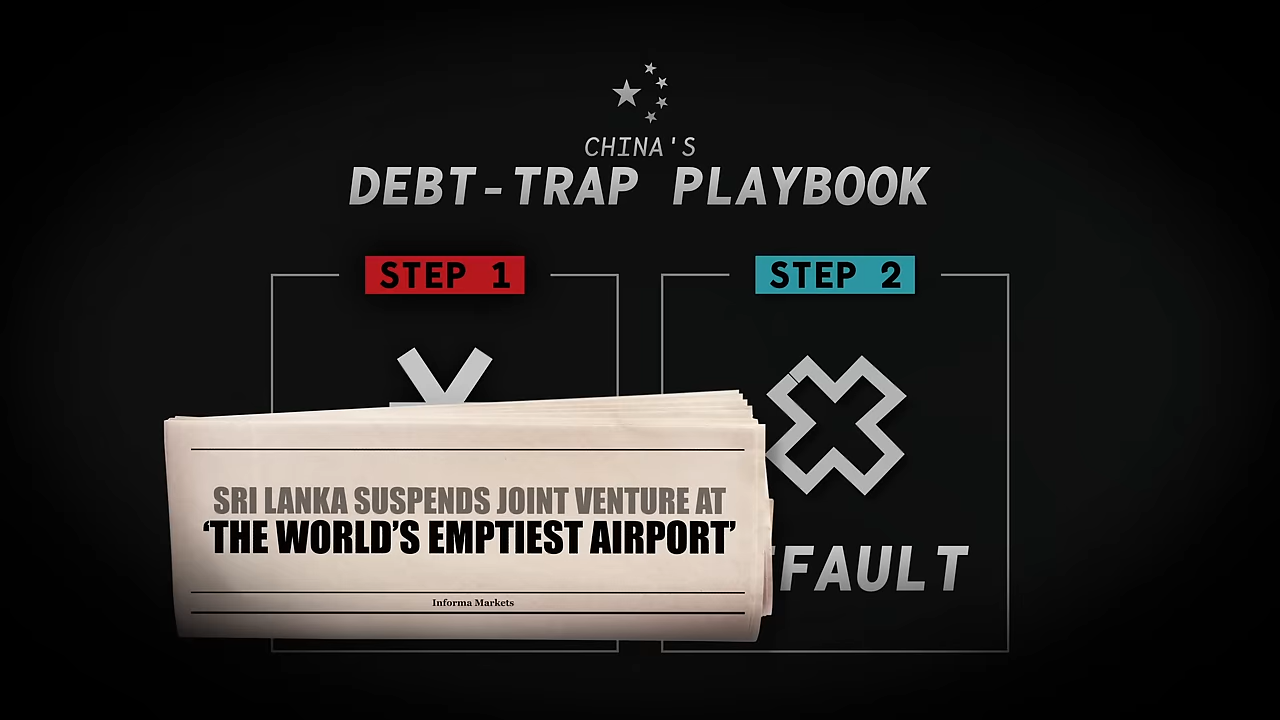 CHINA'S
DEBT-TRAP PLAYBOOK
STEP 1
STEP 2
SRI LANKA SUSPENDS JOINT VENTURE AT
‘THE WORLD’S EMPTIEST AIRPORT’
Informa Markets